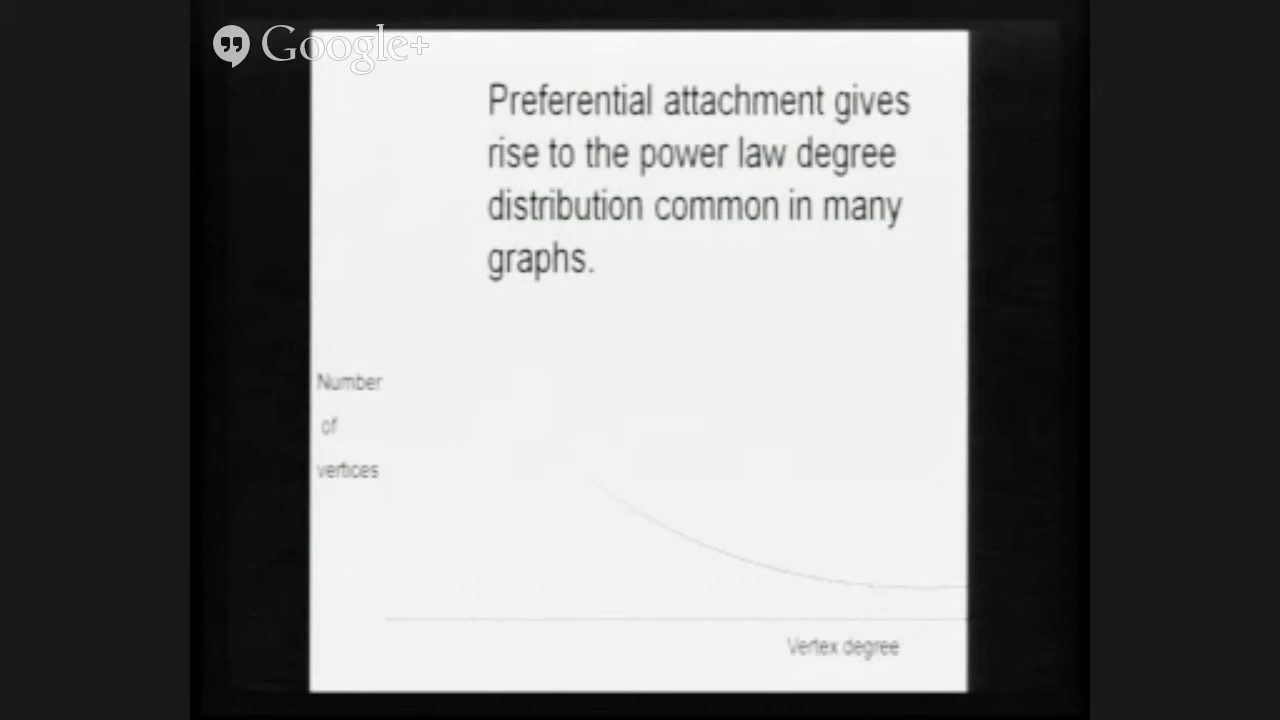 Google+
Preferential attachment gives
rise to the power law degree
distribution common in many
graphs.
Number
of
vertices
Vertex degree